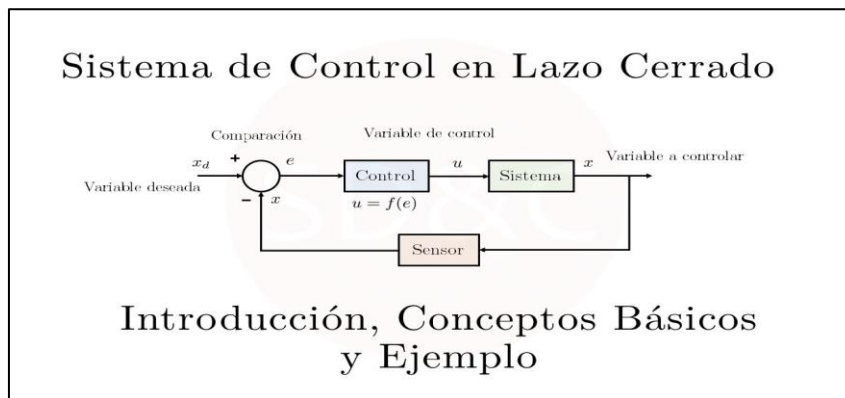 Sistema de Control en Lazo Cerrado
Comparación
Variable de control
x_d
+
e
Control
u
Sistema
x
Variable a controlar
Variable deseada
−
x
u = f(e)
Sensor
SD&C
Introducción, Conceptos Básicos
y Ejemplo